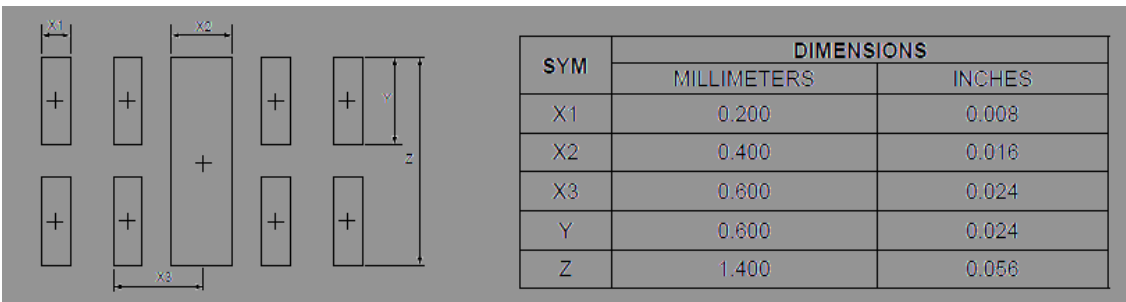 X1
X2
Y
Z
X3
SYM
DIMENSIONS
MILLIMETERS INCHES
X1 0.200 0.008
X2 0.400 0.016
X3 0.600 0.024
Y 0.600 0.024
Z 1.400 0.056